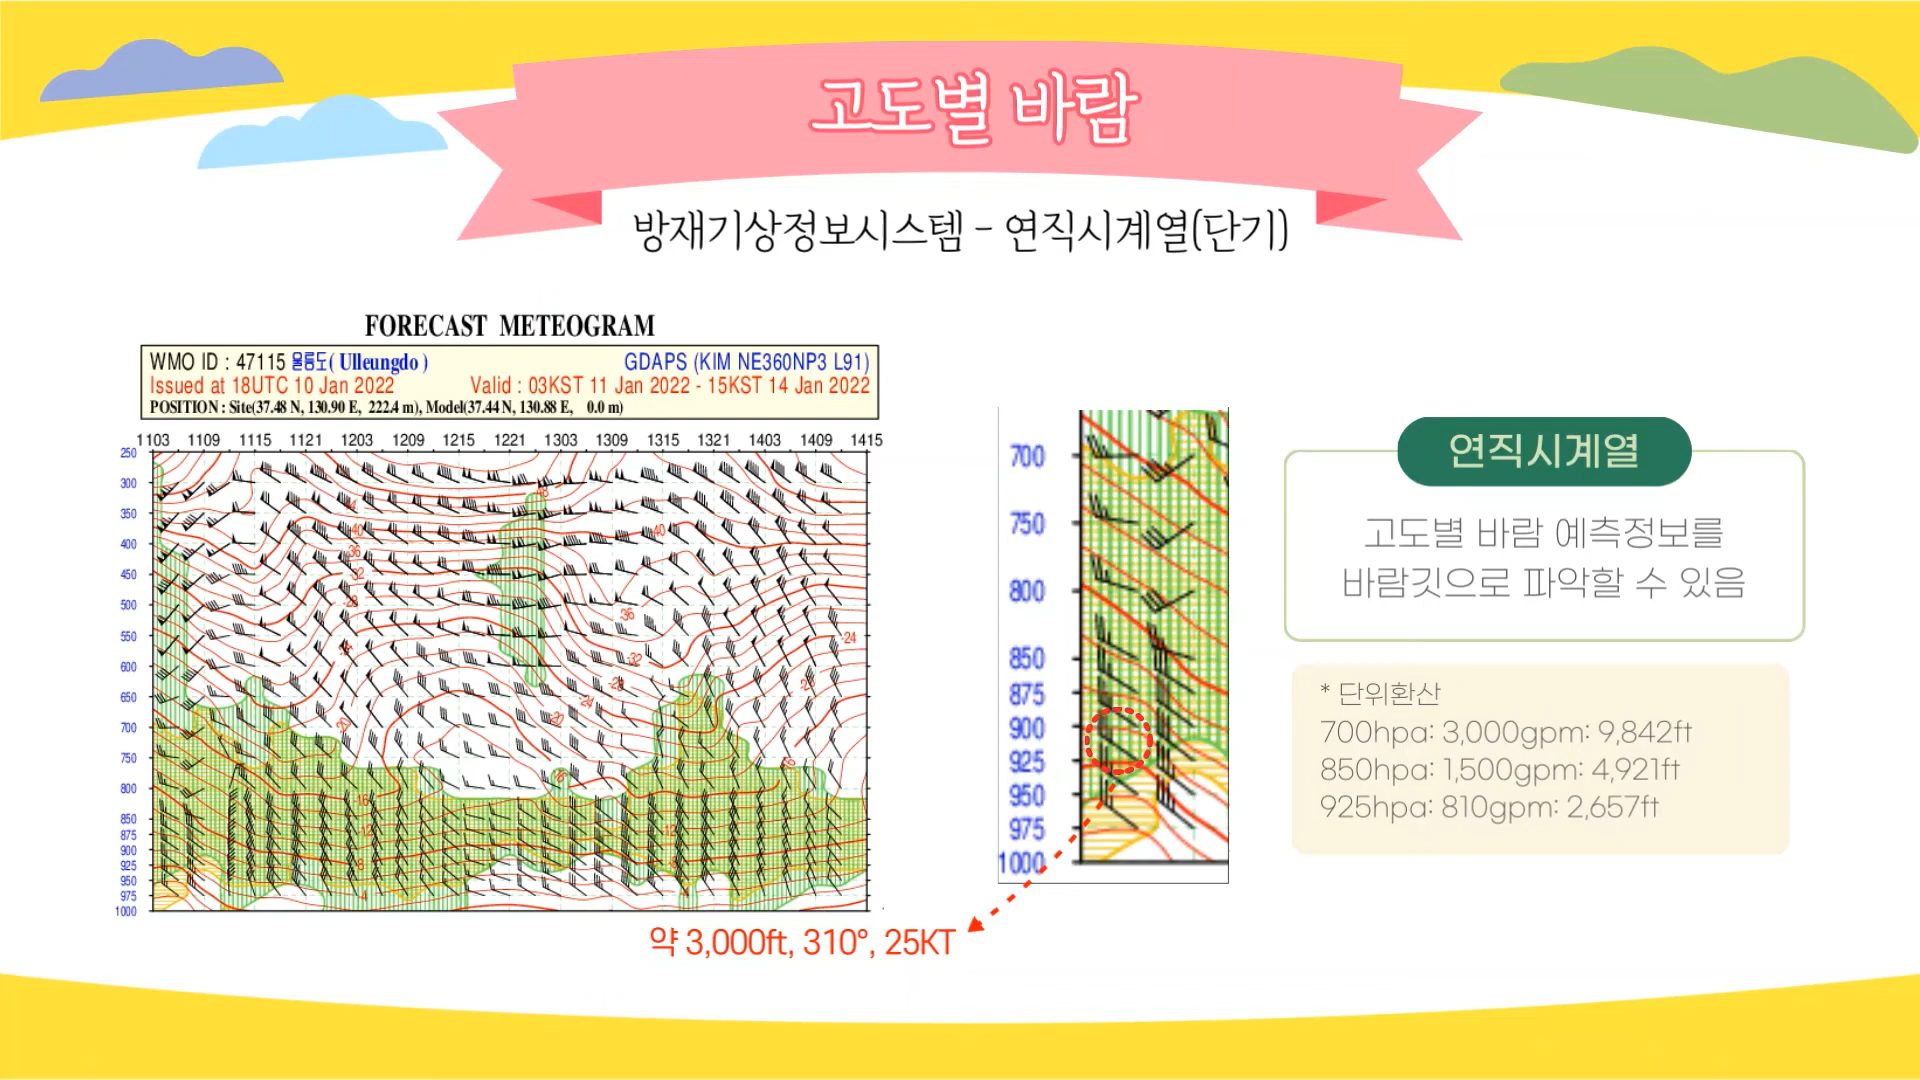 고도별 바람
방재기상정보시스템 - 연직시계열(단기)
FORECAST METEOGRAM
WMO ID : 47115 울릉도( Ulleungdo ) GDAPS (KIM NE360NP3 L91)
Issued at 18UTC 10 Jan 2022 Valid : 03KST 11 Jan 2022 - 15KST 14 Jan 2022
POSITION : Site(37.48 N, 130.90 E, 222.4 m), Model(37.44 N, 130.88 E, 0.0 m)
1103 1109 1115 1121 1203 1209 1215 1221 1303 1309 1315 1321 1403 1409 1415
250
300
350
400
450
500
550
600
650
700
750
800
850
875
900
925
950
975
1000
700
750
800
850
875
900
925
950
975
1000
약 3,000ft, 310°, 25KT
연직시계열
고도별 바람 예측정보를
바람깃으로 파악할 수 있음
* 단위환산
700hpa: 3,000gpm: 9,842ft
850hpa: 1,500gpm: 4,921ft
925hpa: 810gpm: 2,657ft